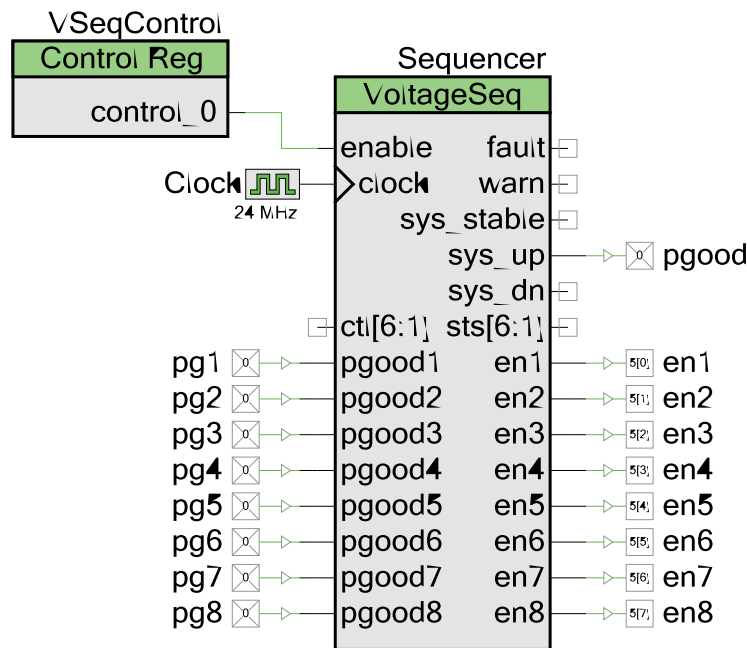 VSeqControl
Control Reg
control_0
Sequencer
VoltageSeq
enable fault
Clock clock warn
24 MHz
sys_stable
sys_up 0 pgood
sys_dn
ctl[6:1] sts[6:1]
pg1 0 pgood1 en1 5[0] en1
pg2 0 pgood2 en2 5[1] en2
pg3 0 pgood3 en3 5[2] en3
pg4 0 pgood4 en4 5[3] en4
pg5 0 pgood5 en5 5[4] en5
pg6 0 pgood6 en6 5[5] en6
pg7 0 pgood7 en7 5[6] en7
pg8 0 pgood8 en8 5[7] en8